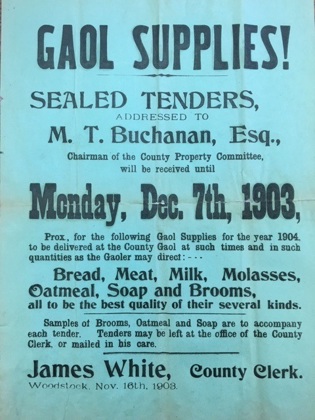 GAOL SUPPLIES!
SEALED TENDERS,
ADDRESSED TO
M. T. Buchanan, Esq.,
Chairman of the County Property Committee,
will be received until
Monday, Dec. 7th, 1903,
Prox., for the following Gaol Supplies for the year 1904,
to be delivered at the County Gaol at such times and in such
quantities as the Gaoler may direct:---
Bread, Meat, Milk, Molasses,
Oatmeal, Soap and Brooms,
all to be the best quality of their several kinds.
Samples of Brooms, Oatmeal and Soap are to accompany
each tender. Tenders may be left at the office of the County
Clerk, or mailed in his care.
James White, County Clerk.
Woodstock, Nov. 16th, 1903.